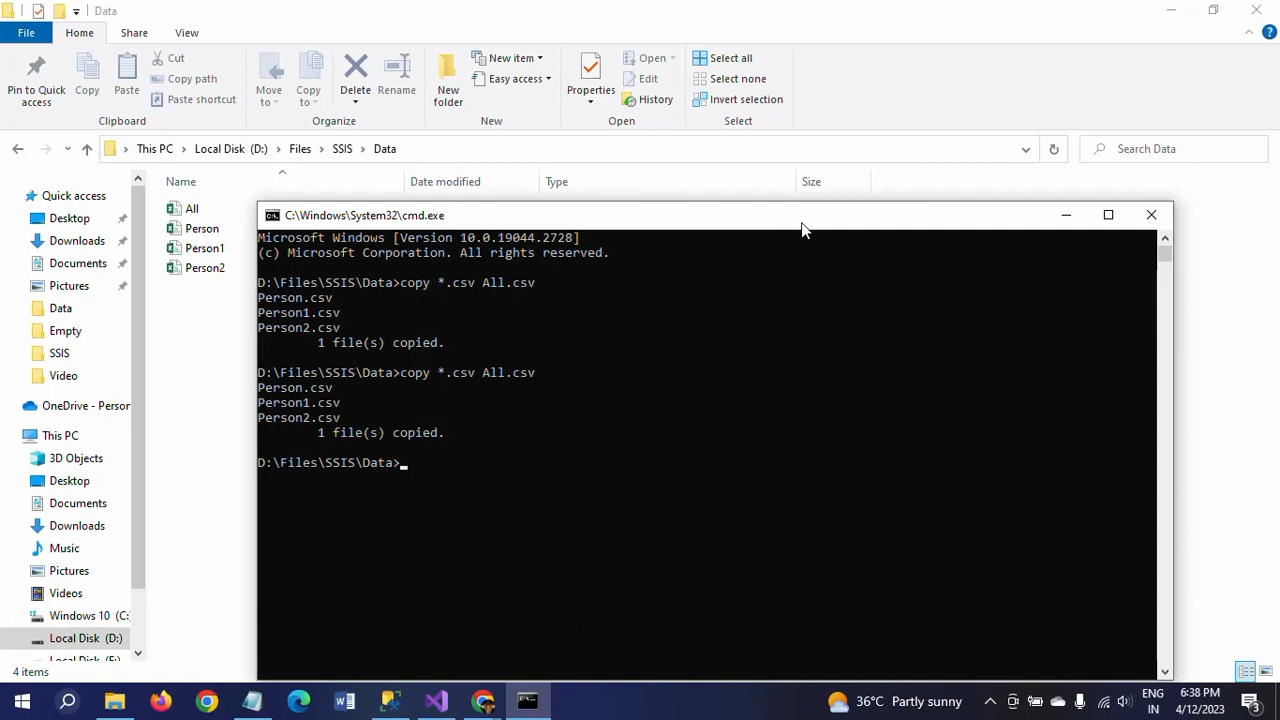 Data
File
Home
Share
View
Pin to Quick access
Copy
Paste
Cut
Copy path
Paste shortcut
Clipboard
Move to
Copy to
Delete
Rename
Organize
New folder
New item
Easy access
New
Properties
Open
Edit
History
Open
Select all
Select none
Invert selection
Select
This PC
Local Disk (D:)
Files
SSIS
Data
Search Data
Name
Date modified
Type
Size
Quick access
Desktop
Downloads
Documents
Pictures
Data
Empty
SSIS
Video
OneDrive - Person
This PC
3D Objects
Desktop
Documents
Downloads
Music
Pictures
Videos
Windows 10 (C:
Local Disk (D:)
All
Person
Person1
Person2
C:\Windows\System32\cmd.exe
Microsoft Windows [Version 10.0.19044.2728]
(c) Microsoft Corporation. All rights reserved.
D:\Files\SSIS\Data>copy *.csv All.csv
Person.csv
Person1.csv
Person2.csv
1 file(s) copied.
D:\Files\SSIS\Data>copy *.csv All.csv
Person.csv
Person1.csv
Person2.csv
1 file(s) copied.
D:\Files\SSIS\Data>
4 items
36°C Partly sunny
ENG
IN
6:38 PM
4/12/2023
3